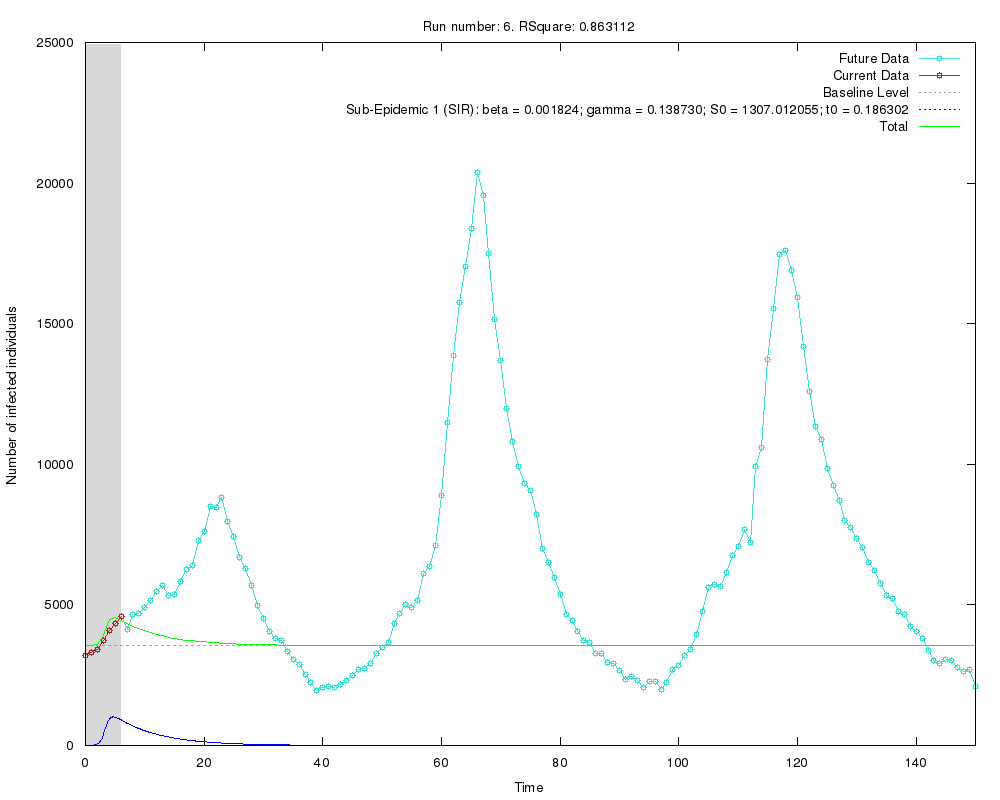 Run number: 6. RSquare: 0.863112
25000
20000
15000
10000
5000
0
Number of infected individuals
Future Data
Current Data
Baseline Level
Sub-Epidemic 1 (SIR): beta = 0.001824; gamma = 0.138730; S0 = 1307.012055; t0 = 0.186302
Total
0 20 40 60 80 100 120 140
Time